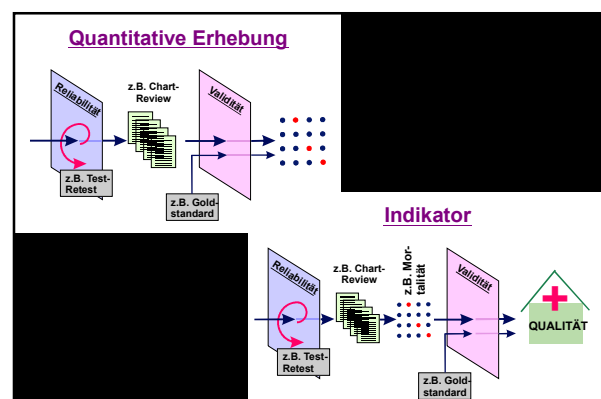 Quantitative Erhebung
Reliabilität
z.B. Chart-
Review
Validität
z.B. Test-
Retest
z.B. Gold-
standard
Indikator
Reliabilität
z.B. Chart-
Review
z.B. Mor-
talität
Validität
QUALITÄT
z.B. Test-
Retest
z.B. Gold-
standard